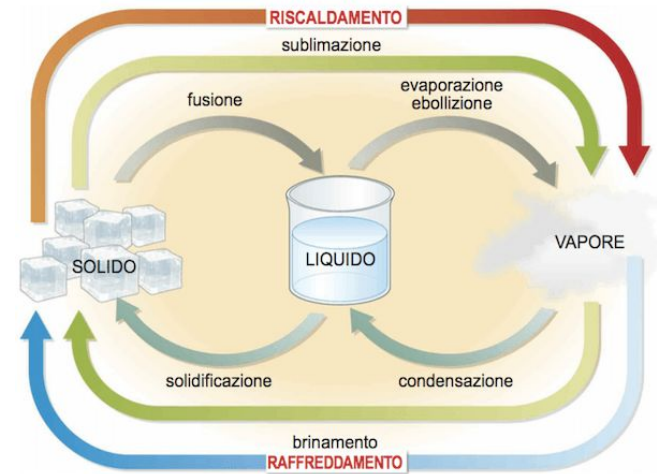 RISCALDAMENTO
sublimazione
fusione
evaporazione
ebollizione
SOLIDO
LIQUIDO
VAPORE
solidificazione
condensazione
brinamento
RAFFREDDAMENTO